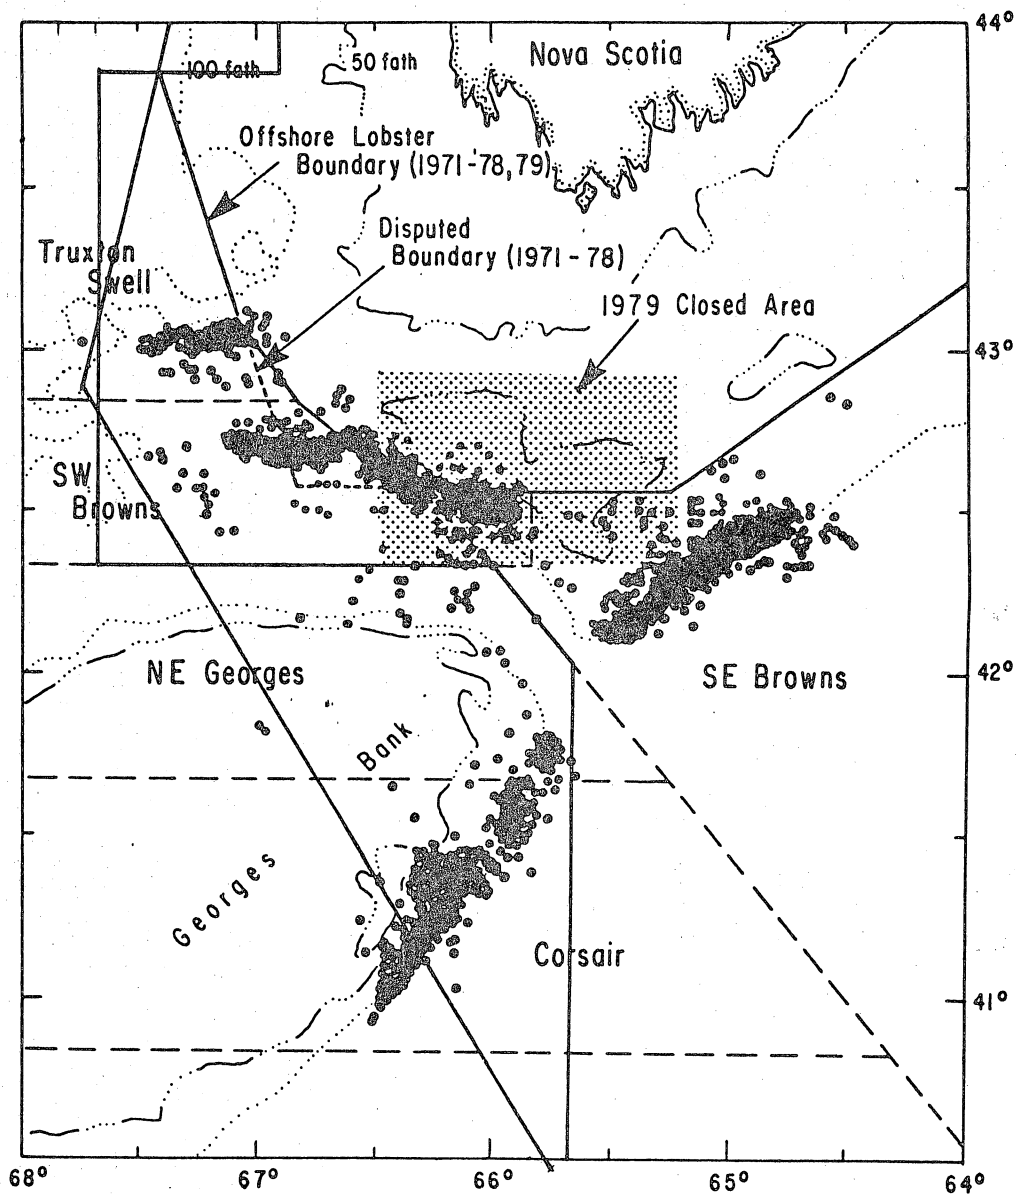 44°
Nova Scotia
100 fath
50 fath
Offshore Lobster
Boundary (1971-'78,79)
Disputed
Boundary (1971-78)
Truxton
Swell
1979 Closed Area
43°
SW
Browns
NE Georges
SE Browns
42°
Bank
Georges
Corsair
41°
68°
67°
66°
65°
64°